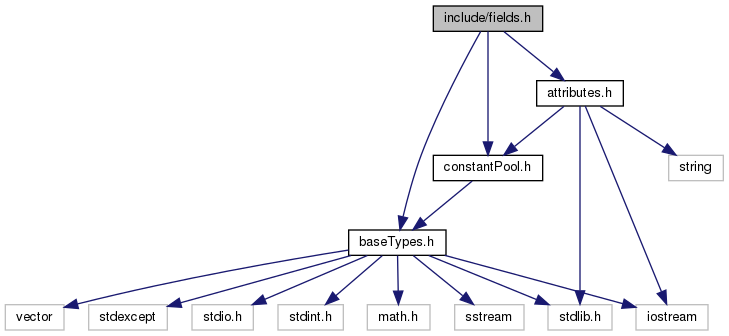 include/fields.h
attributes.h
constantPool.h
string
baseTypes.h
vector
stdexcept
stdio.h
stdint.h
math.h
sstream
stdlib.h
iostream